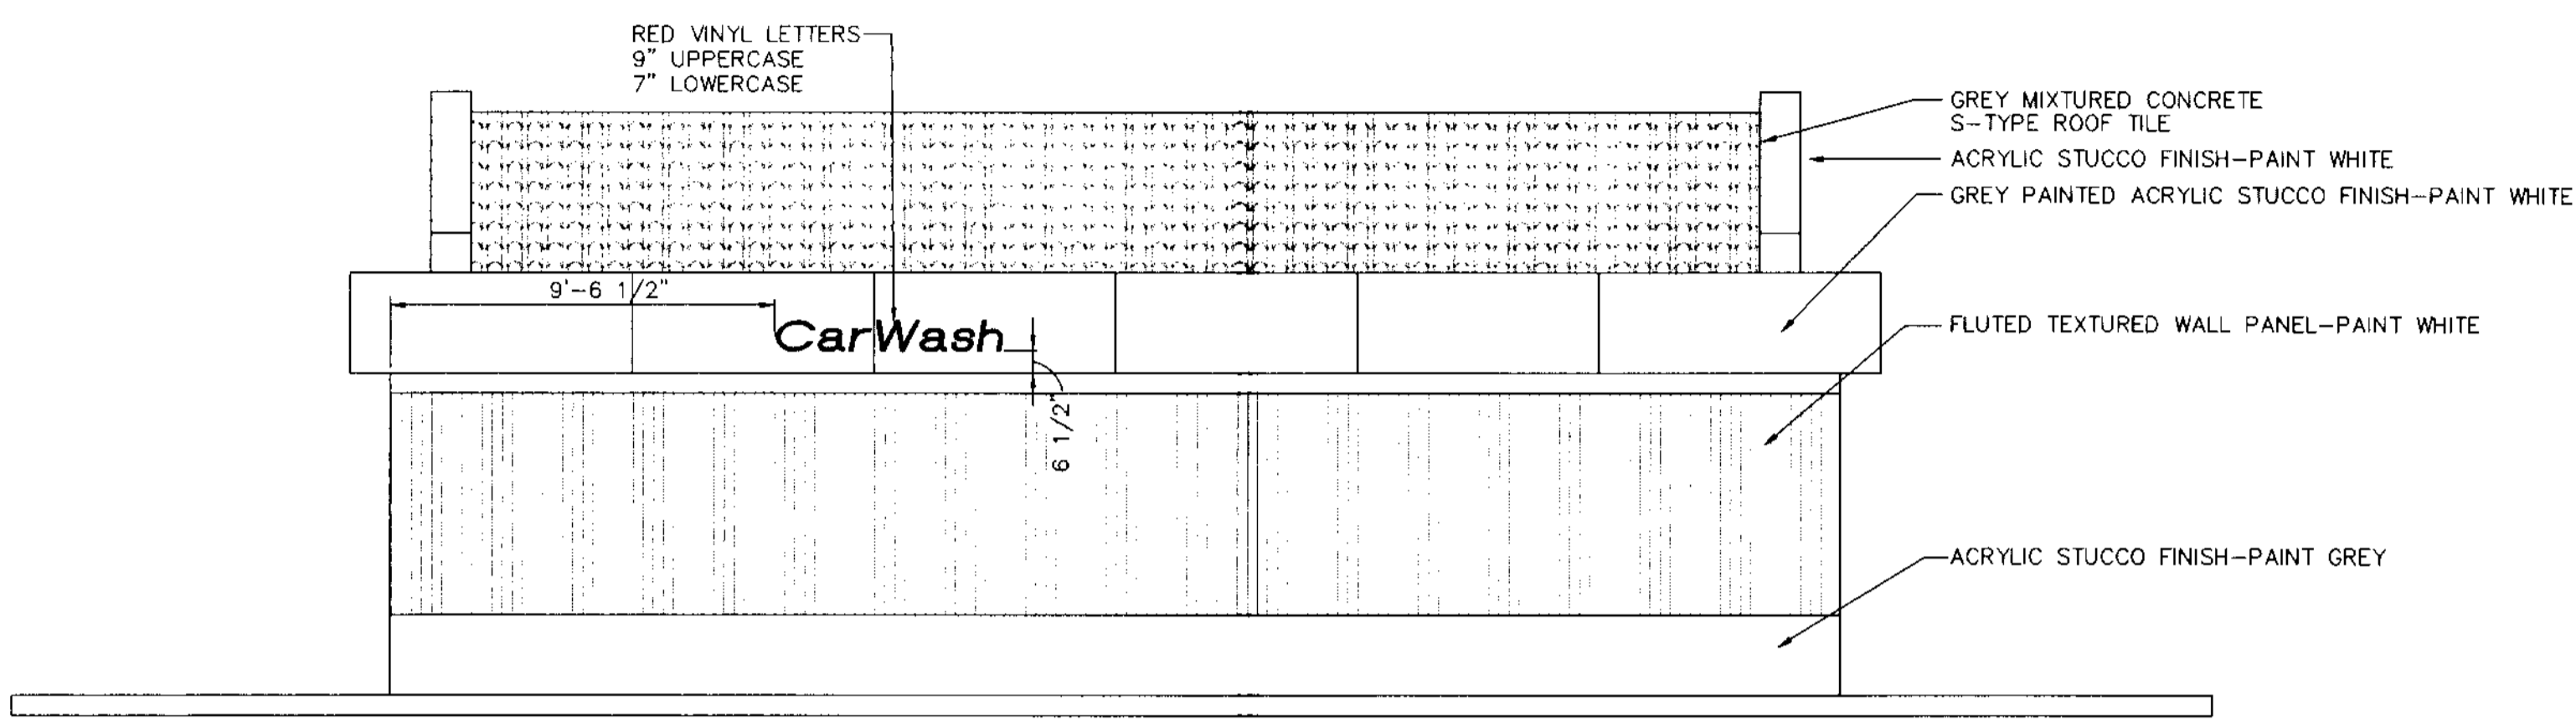 RED VINYL LETTERS
9" UPPERCASE
7" LOWERCASE
GREY MIXTURED CONCRETE
S-TYPE ROOF TILE
ACRYLIC STUCCO FINISH-PAINT WHITE
GREY PAINTED ACRYLIC STUCCO FINISH-PAINT WHITE
9'-6 1/2"
CarWash
FLUTED TEXTURED WALL PANEL-PAINT WHITE
6 1/2"
ACRYLIC STUCCO FINISH-PAINT GREY